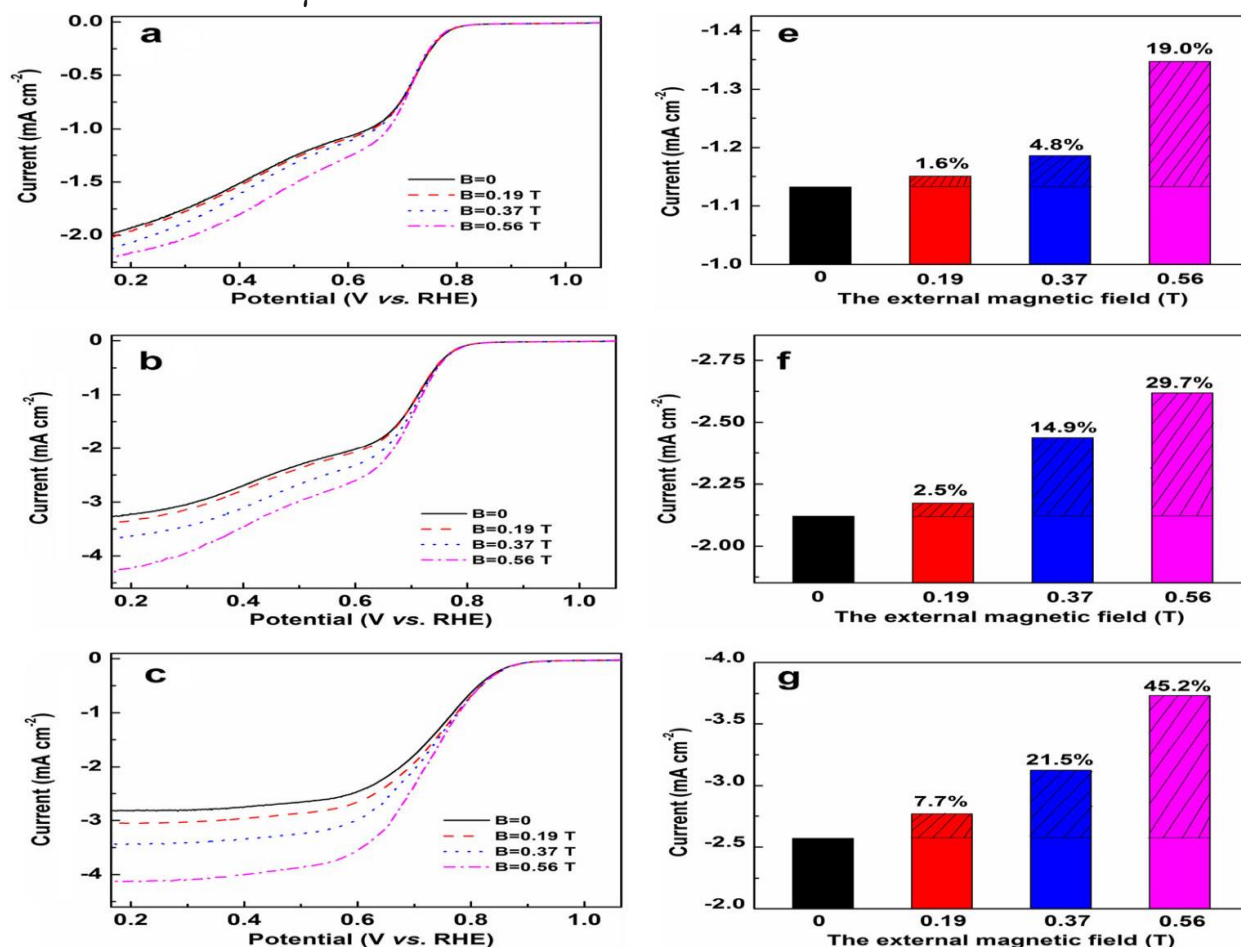 a
0.0
-0.5
-1.0
-1.5
-2.0
Current (mA cm⁻²)
B=0
B=0.19 T
B=0.37 T
B=0.56 T
0.2 0.4 0.6 0.8 1.0
Potential (V vs. RHE)
e
-1.4
-1.3
-1.2
-1.1
-1.0
Current (mA cm⁻²)
1.6%
4.8%
19.0%
0 0.19 0.37 0.56
The external magnetic field (T)
b
0
-1
-2
-3
-4
Current (mA cm⁻²)
B=0
B=0.19 T
B=0.37 T
B=0.56 T
0.2 0.4 0.6 0.8 1.0
Potential (V vs. RHE)
f
-2.75
-2.50
-2.25
-2.00
Current (mA cm⁻²)
2.5%
14.9%
29.7%
0 0.19 0.37 0.56
The external magnetic field (T)
c
0
-1
-2
-3
-4
Current (mA cm⁻²)
B=0
B=0.19 T
B=0.37 T
B=0.56 T
0.2 0.4 0.6 0.8 1.0
Potential (V vs. RHE)
g
-4.0
-3.5
-3.0
-2.5
-2.0
Current (mA cm⁻²)
7.7%
21.5%
45.2%
0 0.19 0.37 0.56
The external magnetic field (T)